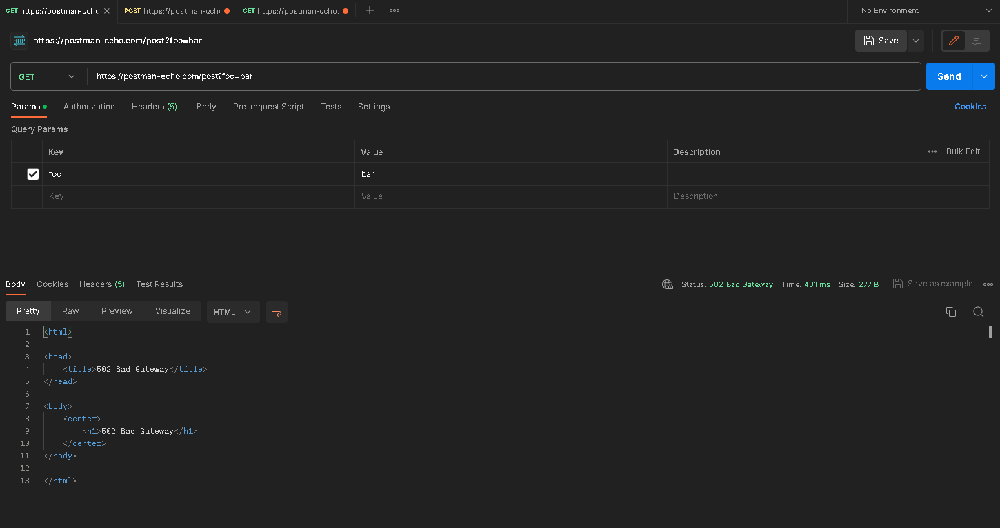 GET https://postman-echo POST https://postman-echo GET https://postman-echo. No Environment
HTTP https://postman-echo.com/post?foo=bar Save
GET https://postman-echo.com/post?foo=bar Send
Params Authorization Headers (5) Body Pre-request Script Tests Settings Cookies
Query Params
Key Value Description Bulk Edit
foo bar
Key Value Description
Body Cookies Headers (5) Test Results Status: 502 Bad Gateway Time: 431 ms Size: 277 B Save as example
Pretty Raw Preview Visualize HTML
1 <html>
2
3 <head>
4 <title>502 Bad Gateway</title>
5 </head>
6
7 <body>
8 <center>
9 <h1>502 Bad Gateway</h1>
10 </center>
11 </body>
12
13 </html>